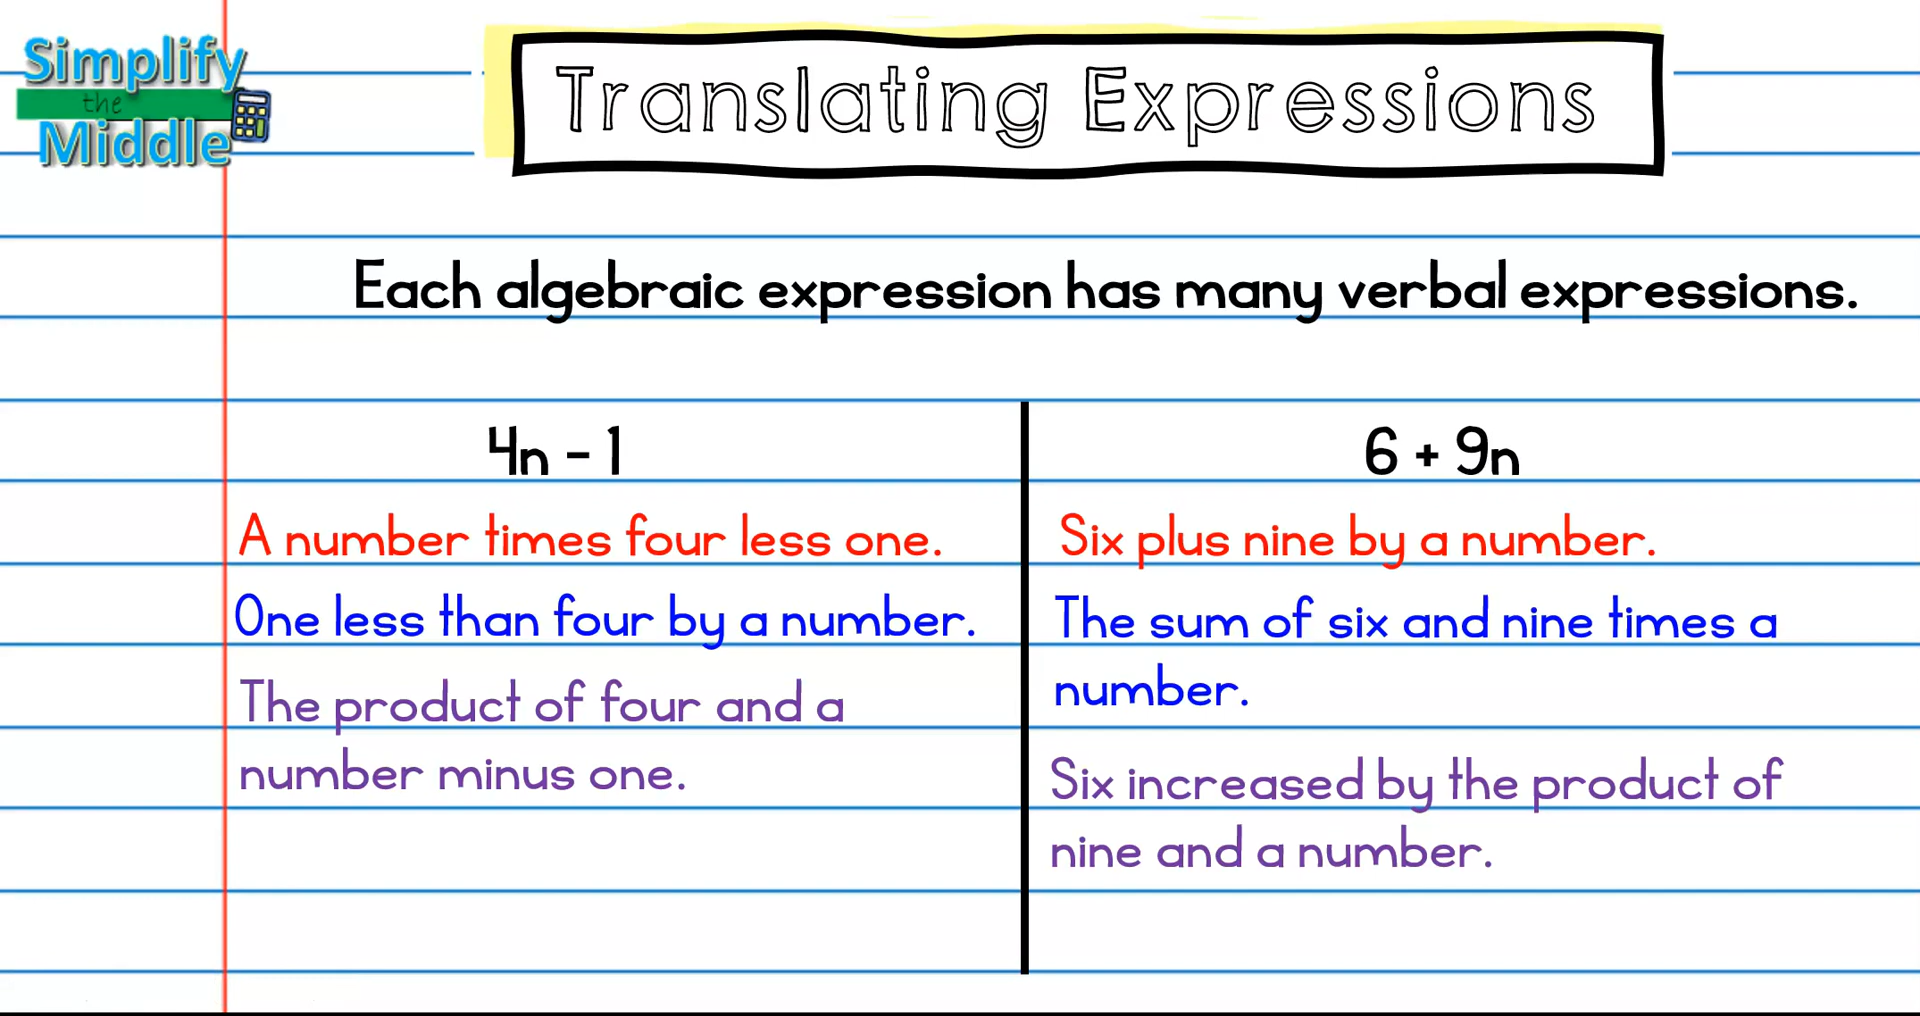 Simplify
the
Middle
Translating Expressions
Each algebraic expression has many verbal expressions.
4n - 1
A number times four less one.
One less than four by a number.
The product of four and a
number minus one.
6 + 9n
Six plus nine by a number.
The sum of six and nine times a
number.
Six increased by the product of
nine and a number.